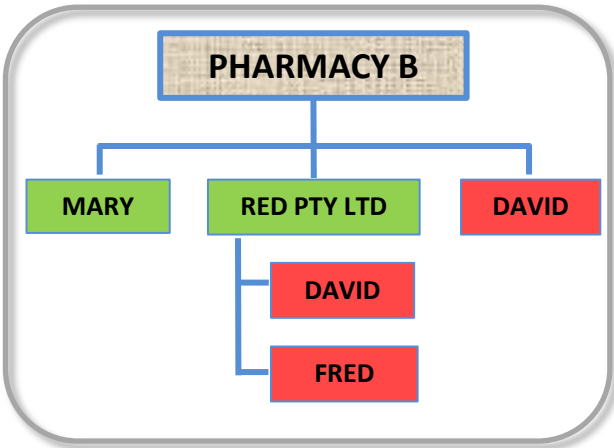 PHARMACY B
MARY
RED PTY LTD
DAVID
DAVID
FRED